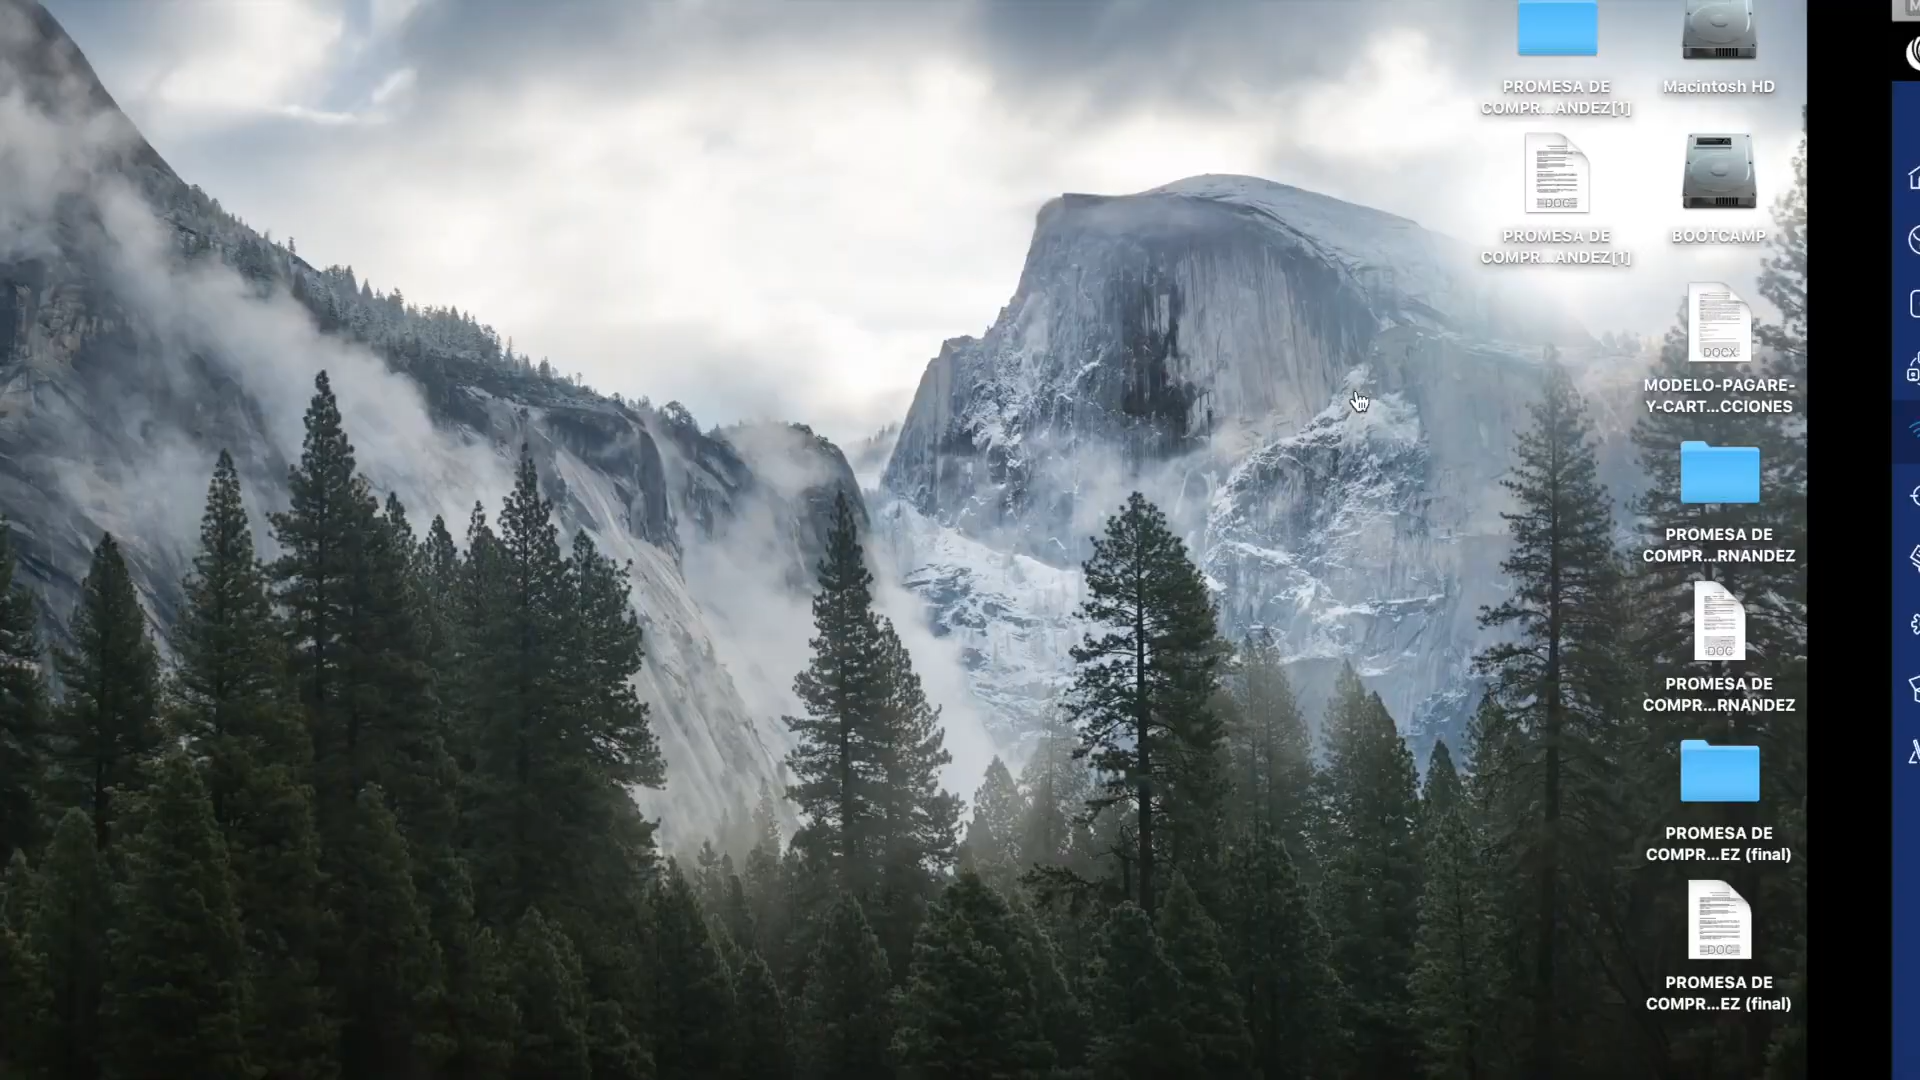 PROMESA DE
COMPR...ANDEZ[1]
Macintosh HD
DOC
PROMESA DE
COMPR...ANDEZ[1]
BOOTCAMP
DOCX
MODELO-PAGARE-
Y-CART...CCIONES
PROMESA DE
COMPR...RNANDEZ
DOC
PROMESA DE
COMPR...RNANDEZ
PROMESA DE
COMPR...EZ (final)
DOC
PROMESA DE
COMPR...EZ (final)